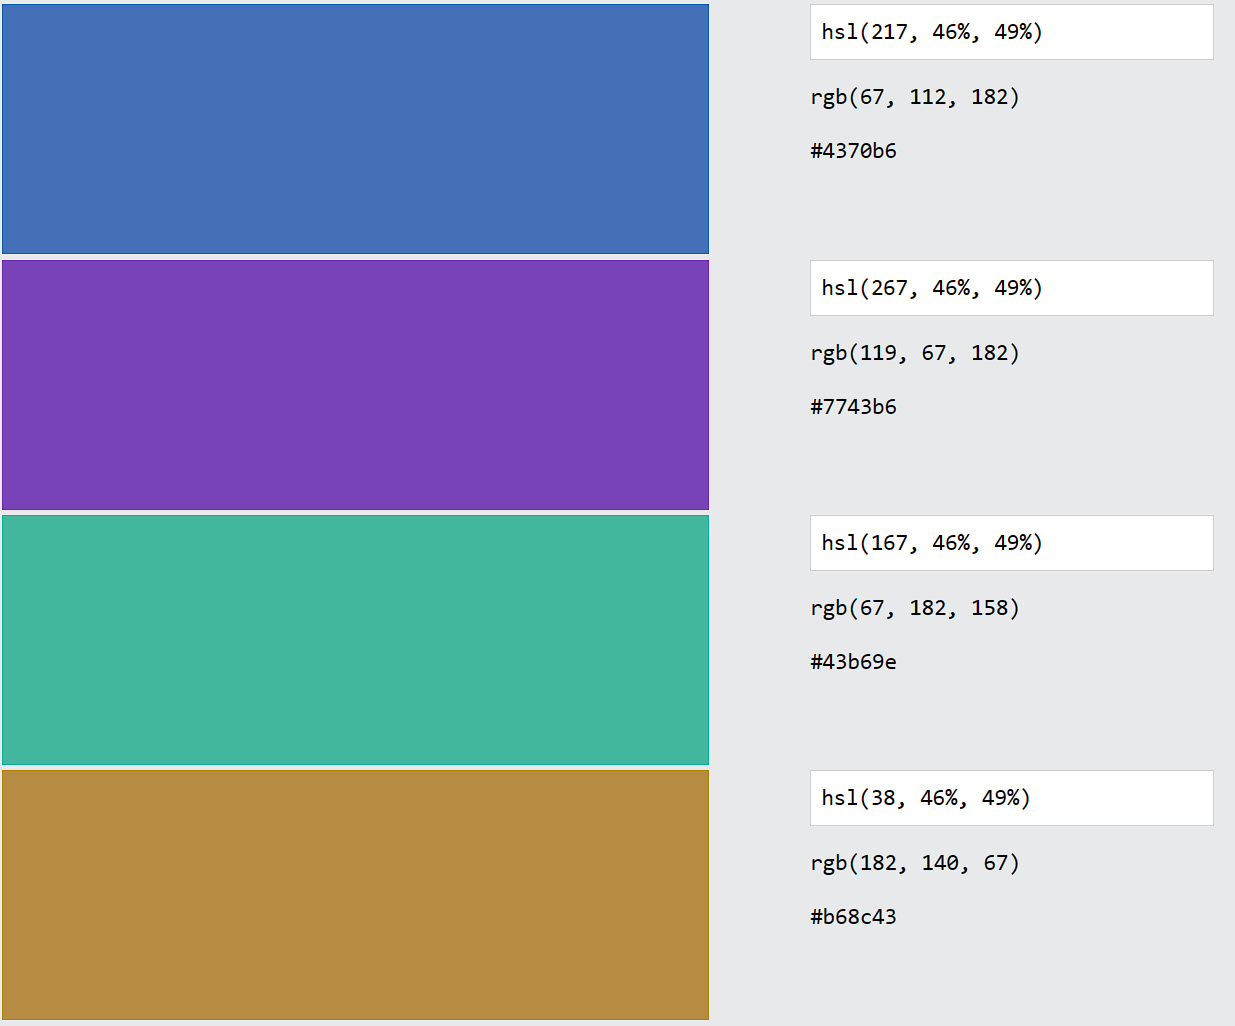 hsl(217, 46%, 49%)
rgb(67, 112, 182)
#4370b6
hsl(267, 46%, 49%)
rgb(119, 67, 182)
#7743b6
hsl(167, 46%, 49%)
rgb(67, 182, 158)
#43b69e
hsl(38, 46%, 49%)
rgb(182, 140, 67)
#b68c43